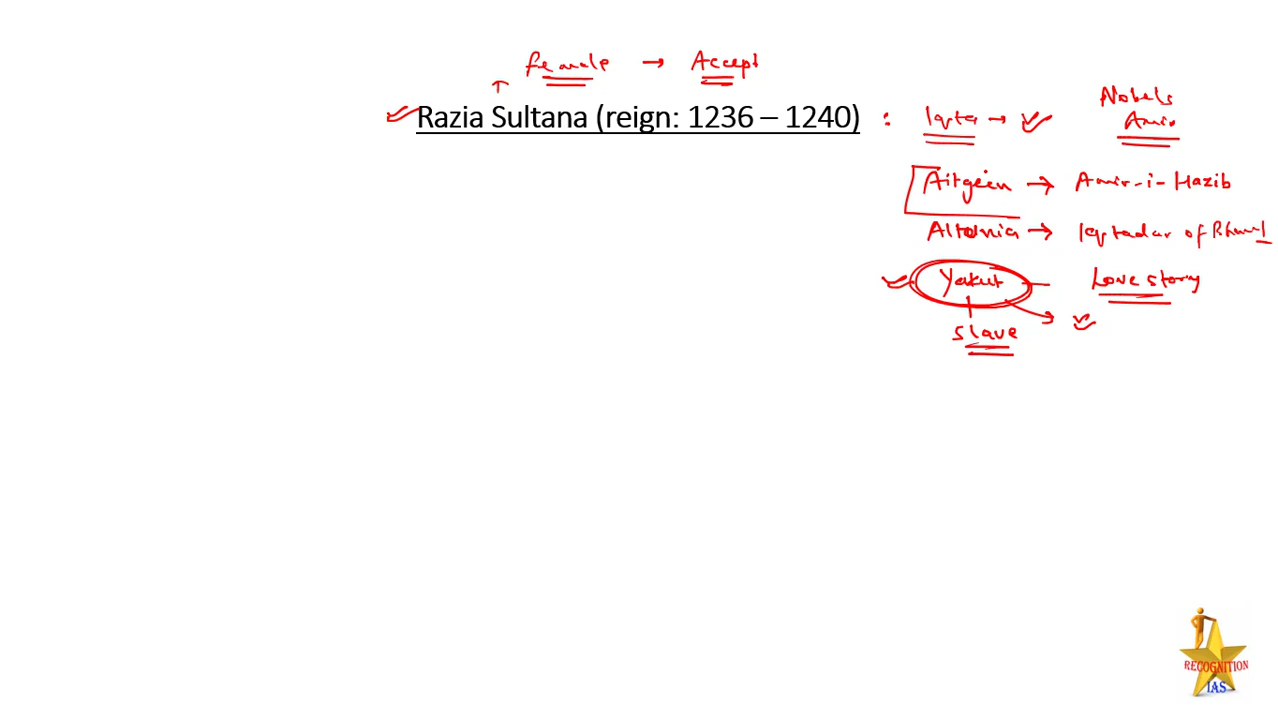 female → Accept
Razia Sultana (reign: 1236 – 1240) : Iqta →
Nobels
Amir
Aitgeen → Amir-i-Hazib
Altunia → Iqtadar of
Yakut — Love story
slave
RECOGNITION
IAS